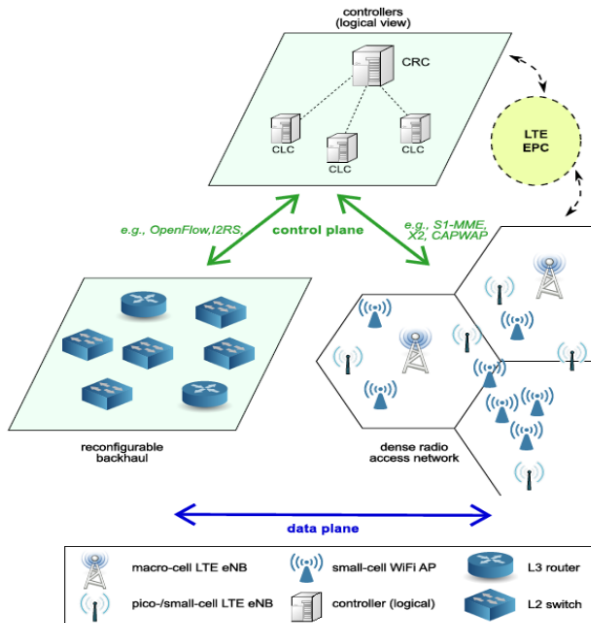 controllers
(logical view)
CRC
CLC
CLC
CLC
LTE
EPC
e.g., OpenFlow,I2RS,
control plane
e.g., S1-MME,
X2, CAPWAP
reconfigurable
backhaul
dense radio
access network
data plane
macro-cell LTE eNB
small-cell WiFi AP
L3 router
pico-/small-cell LTE eNB
controller (logical)
L2 switch